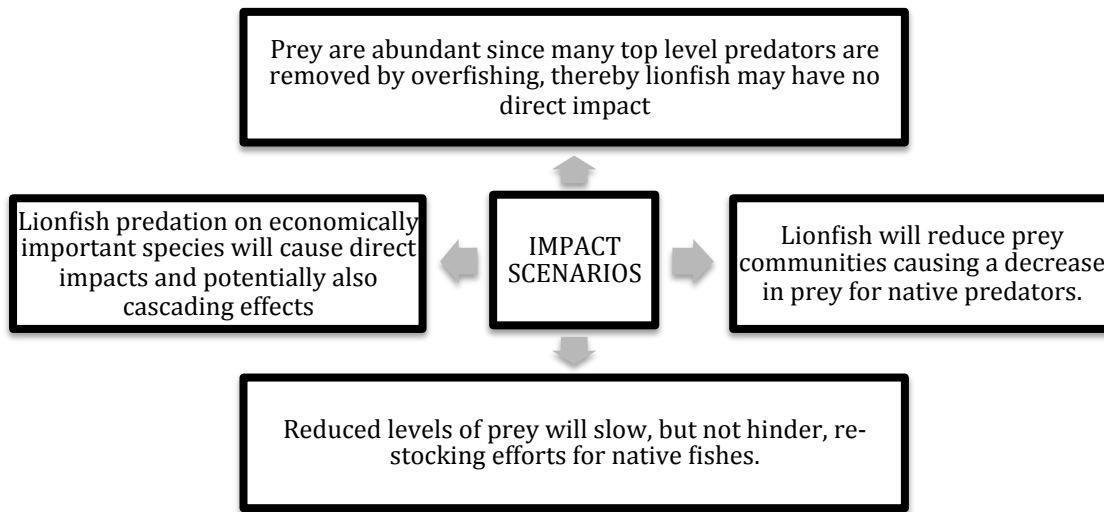 Prey are abundant since many top level predators are
removed by overfishing, thereby lionfish may have no
direct impact
Lionfish predation on economically
important species will cause direct
impacts and potentially also
cascading effects
IMPACT
SCENARIOS
Lionfish will reduce prey
communities causing a decrease
in prey for native predators.
Reduced levels of prey will slow, but not hinder, re-
stocking efforts for native fishes.